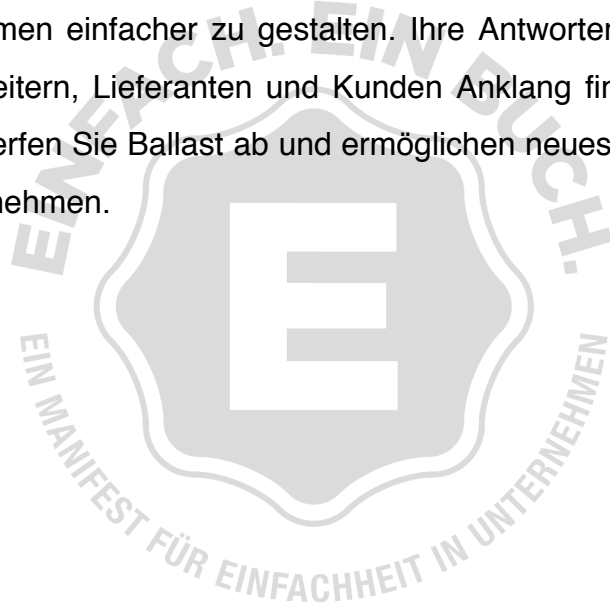 men einfacher zu gestalten. Ihre Antworten
eitern, Lieferanten und Kunden Anklang fin
erfen Sie Ballast ab und ermöglichen neues
nehmen.
EINFACH. EIN BUCH.
E
EIN MANIFEST FÜR EINFACHHEIT IN UNTERNEHMEN